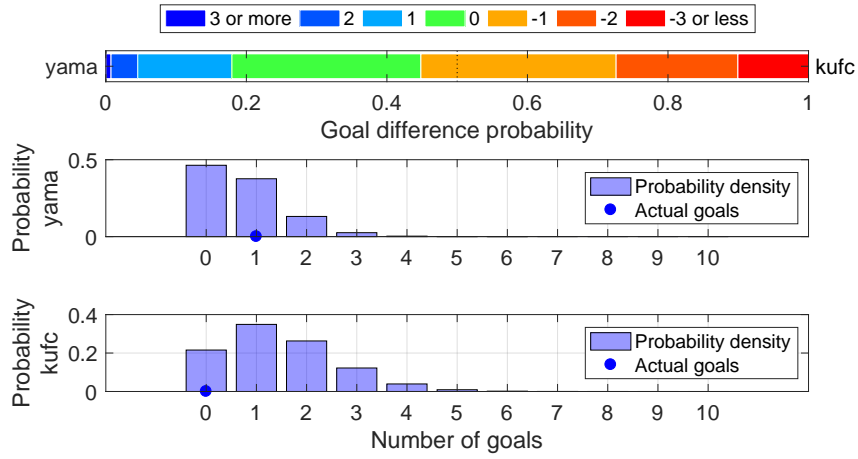 3 or more 2 1 0 -1 -2 -3 or less
yama kufc
0 0.2 0.4 0.6 0.8 1
Goal difference probability
Probability
yama
0.5
0
Probability density
Actual goals
0 1 2 3 4 5 6 7 8 9 10
Probability
kufc
0.4
0.2
0
Probability density
Actual goals
0 1 2 3 4 5 6 7 8 9 10
Number of goals